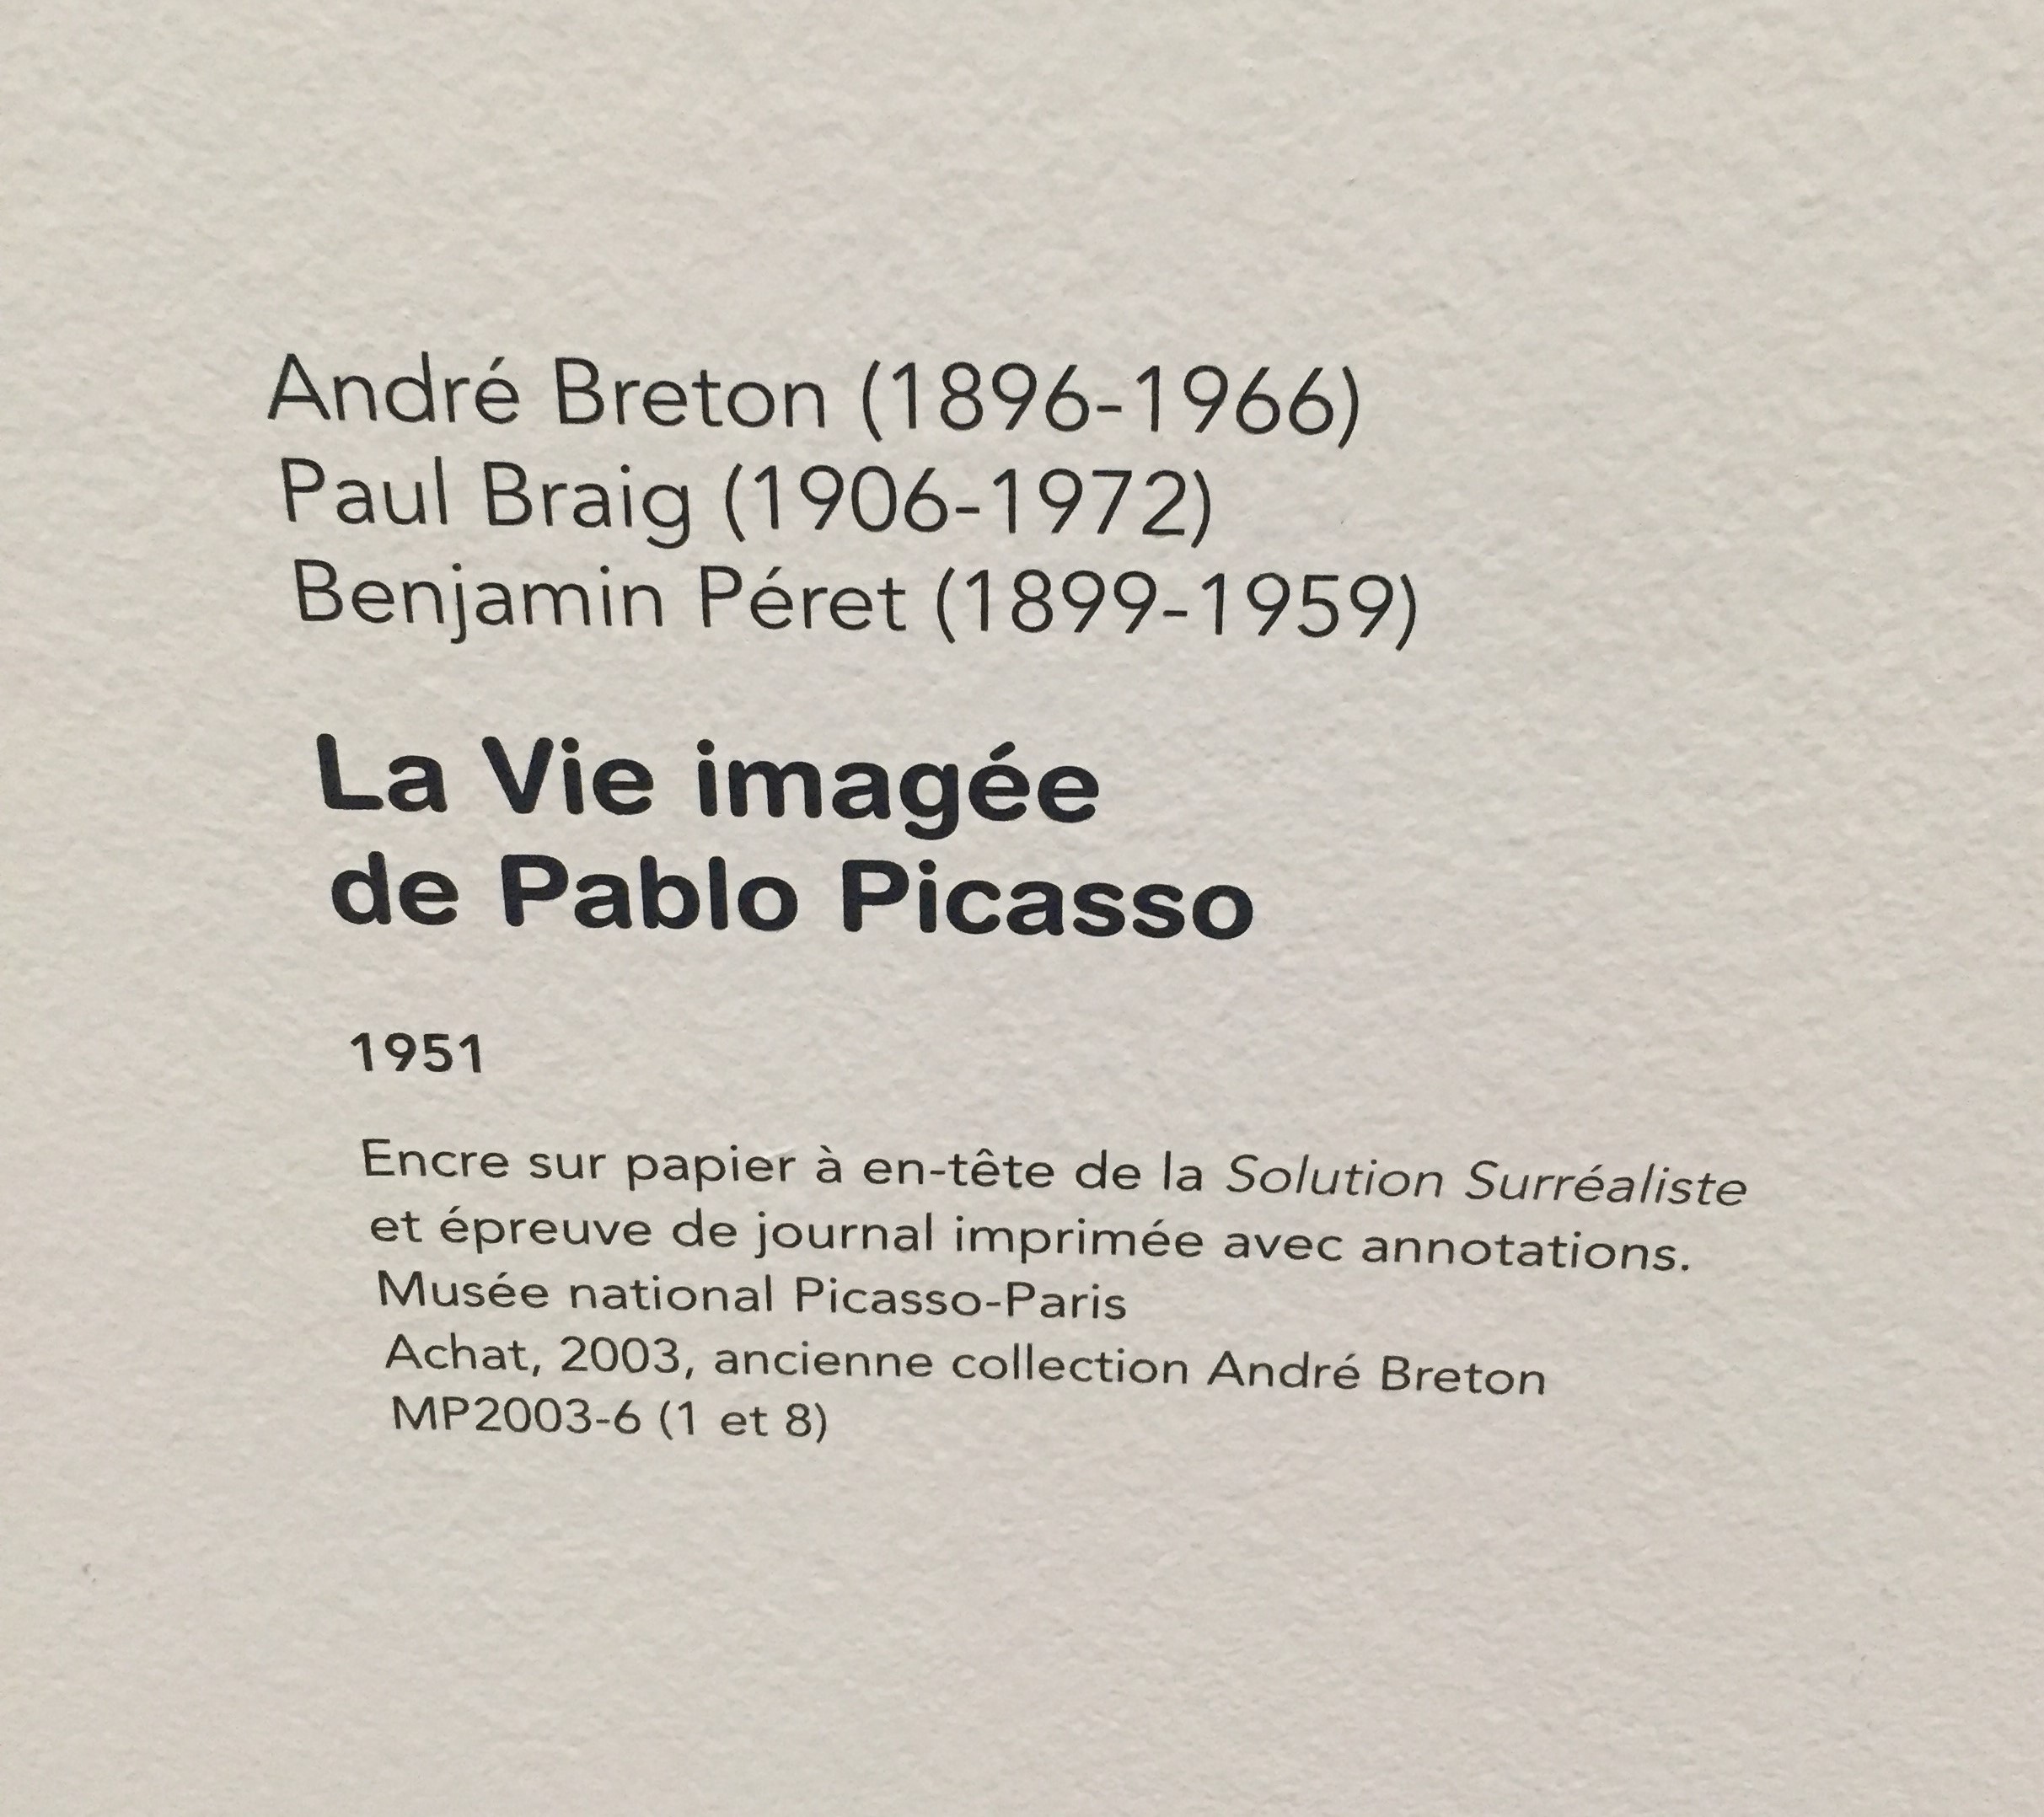 André Breton (1896-1966)
Paul Braig (1906-1972)
Benjamin Péret (1899-1959)
La Vie imagée
de Pablo Picasso
1951
Encre sur papier à en-tête de la Solution Surréaliste
et épreuve de journal imprimée avec annotations.
Musée national Picasso-Paris
Achat, 2003, ancienne collection André Breton
MP2003-6 (1 et 8)